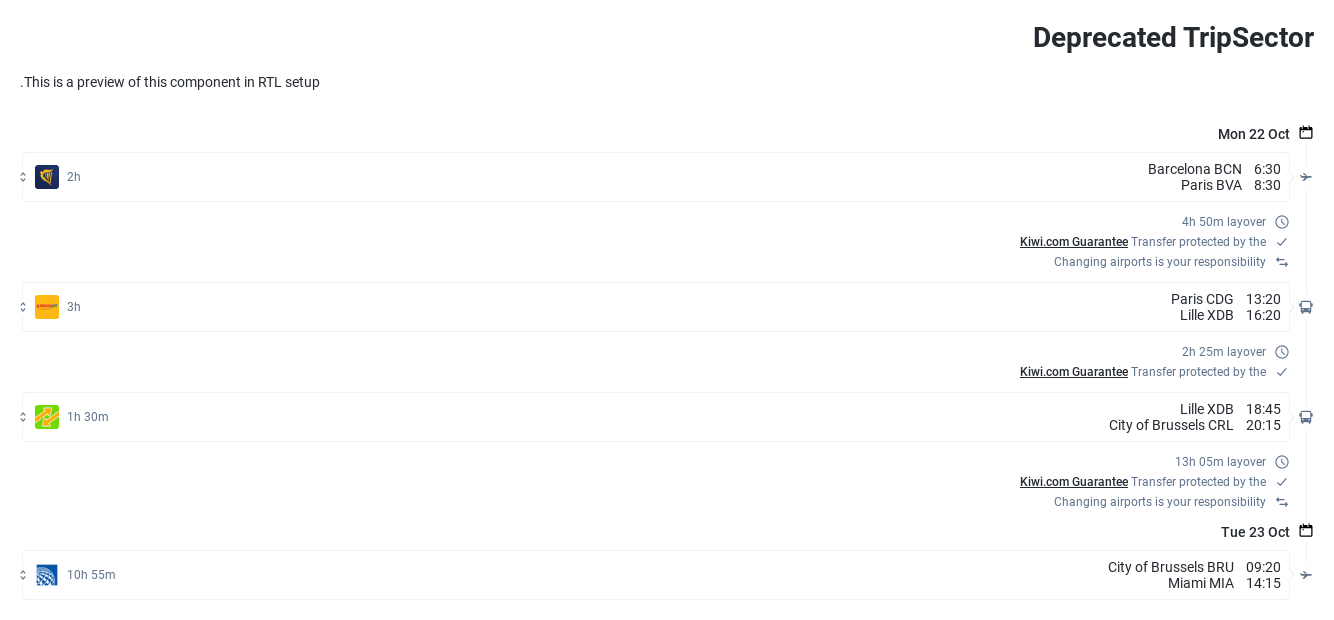 Deprecated TripSector
.This is a preview of this component in RTL setup
Mon 22 Oct
Barcelona BCN 6:30
Paris BVA 8:30
2h
4h 50m layover
Kiwi.com Guarantee Transfer protected by the
Changing airports is your responsibility
Paris CDG 13:20
Lille XDB 16:20
3h
2h 25m layover
Kiwi.com Guarantee Transfer protected by the
Lille XDB 18:45
City of Brussels CRL 20:15
1h 30m
13h 05m layover
Kiwi.com Guarantee Transfer protected by the
Changing airports is your responsibility
Tue 23 Oct
City of Brussels BRU 09:20
Miami MIA 14:15
10h 55m